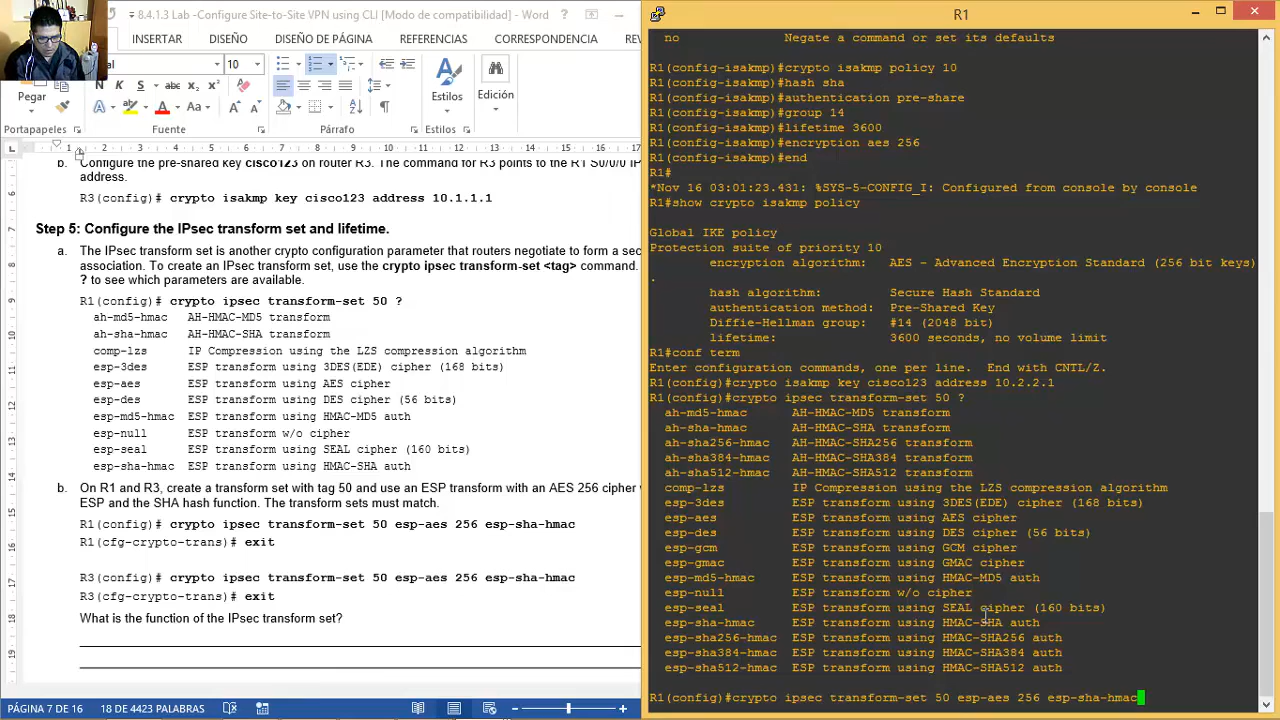 8.4.1.3 Lab -Configure Site-to-Site VPN using CLI [Modo de compatibilidad] - Word
INSERTAR DISEÑO DISEÑO DE PÁGINA REFERENCIAS CORRESPONDENCIA REV
10
Pegar
Estilos
Edición
Portapapeles
Fuente
Párrafo
Estilos
b. Configure the pre-shared key cisco123 on router R3. The command for R3 points to the R1 S0/0/0 IP
address.
R3(config)# crypto isakmp key cisco123 address 10.1.1.1
Step 5: Configure the IPsec transform set and lifetime.
a. The IPsec transform set is another crypto configuration parameter that routers negotiate to form a sec
association. To create an IPsec transform set, use the crypto ipsec transform-set <tag> command.
? to see which parameters are available.
R1(config)# crypto ipsec transform-set 50 ?
ah-md5-hmac AH-HMAC-MD5 transform
ah-sha-hmac AH-HMAC-SHA transform
comp-lzs IP Compression using the LZS compression algorithm
esp-3des ESP transform using 3DES(EDE) cipher (168 bits)
esp-aes ESP transform using AES cipher
esp-des ESP transform using DES cipher (56 bits)
esp-md5-hmac ESP transform using HMAC-MD5 auth
esp-null ESP transform w/o cipher
esp-seal ESP transform using SEAL cipher (160 bits)
esp-sha-hmac ESP transform using HMAC-SHA auth
b. On R1 and R3, create a transform set with tag 50 and use an ESP transform with an AES 256 cipher
ESP and the SHA hash function. The transform sets must match.
R1(config)# crypto ipsec transform-set 50 esp-aes 256 esp-sha-hmac
R1(cfg-crypto-trans)# exit
R3(config)# crypto ipsec transform-set 50 esp-aes 256 esp-sha-hmac
R3(cfg-crypto-trans)# exit
What is the function of the IPsec transform set?
PÁGINA 7 DE 16 18 DE 4423 PALABRAS
R1
no Negate a command or set its defaults
R1(config-isakmp)#crypto isakmp policy 10
R1(config-isakmp)#hash sha
R1(config-isakmp)#authentication pre-share
R1(config-isakmp)#group 14
R1(config-isakmp)#lifetime 3600
R1(config-isakmp)#encryption aes 256
R1(config-isakmp)#end
R1#
*Nov 16 03:01:23.431: %SYS-5-CONFIG_I: Configured from console by console
R1#show crypto isakmp policy
Global IKE policy
Protection suite of priority 10
encryption algorithm: AES - Advanced Encryption Standard (256 bit keys)
.
hash algorithm: Secure Hash Standard
authentication method: Pre-Shared Key
Diffie-Hellman group: #14 (2048 bit)
lifetime: 3600 seconds, no volume limit
R1#conf term
Enter configuration commands, one per line. End with CNTL/Z.
R1(config)#crypto isakmp key cisco123 address 10.2.2.1
R1(config)#crypto ipsec transform-set 50 ?
ah-md5-hmac AH-HMAC-MD5 transform
ah-sha-hmac AH-HMAC-SHA transform
ah-sha256-hmac AH-HMAC-SHA256 transform
ah-sha384-hmac AH-HMAC-SHA384 transform
ah-sha512-hmac AH-HMAC-SHA512 transform
comp-lzs IP Compression using the LZS compression algorithm
esp-3des ESP transform using 3DES(EDE) cipher (168 bits)
esp-aes ESP transform using AES cipher
esp-des ESP transform using DES cipher (56 bits)
esp-gcm ESP transform using GCM cipher
esp-gmac ESP transform using GMAC cipher
esp-md5-hmac ESP transform using HMAC-MD5 auth
esp-null ESP transform w/o cipher
esp-seal ESP transform using SEAL cipher (160 bits)
esp-sha-hmac ESP transform using HMAC-SHA auth
esp-sha256-hmac ESP transform using HMAC-SHA256 auth
esp-sha384-hmac ESP transform using HMAC-SHA384 auth
esp-sha512-hmac ESP transform using HMAC-SHA512 auth
R1(config)#crypto ipsec transform-set 50 esp-aes 256 esp-sha-hmac